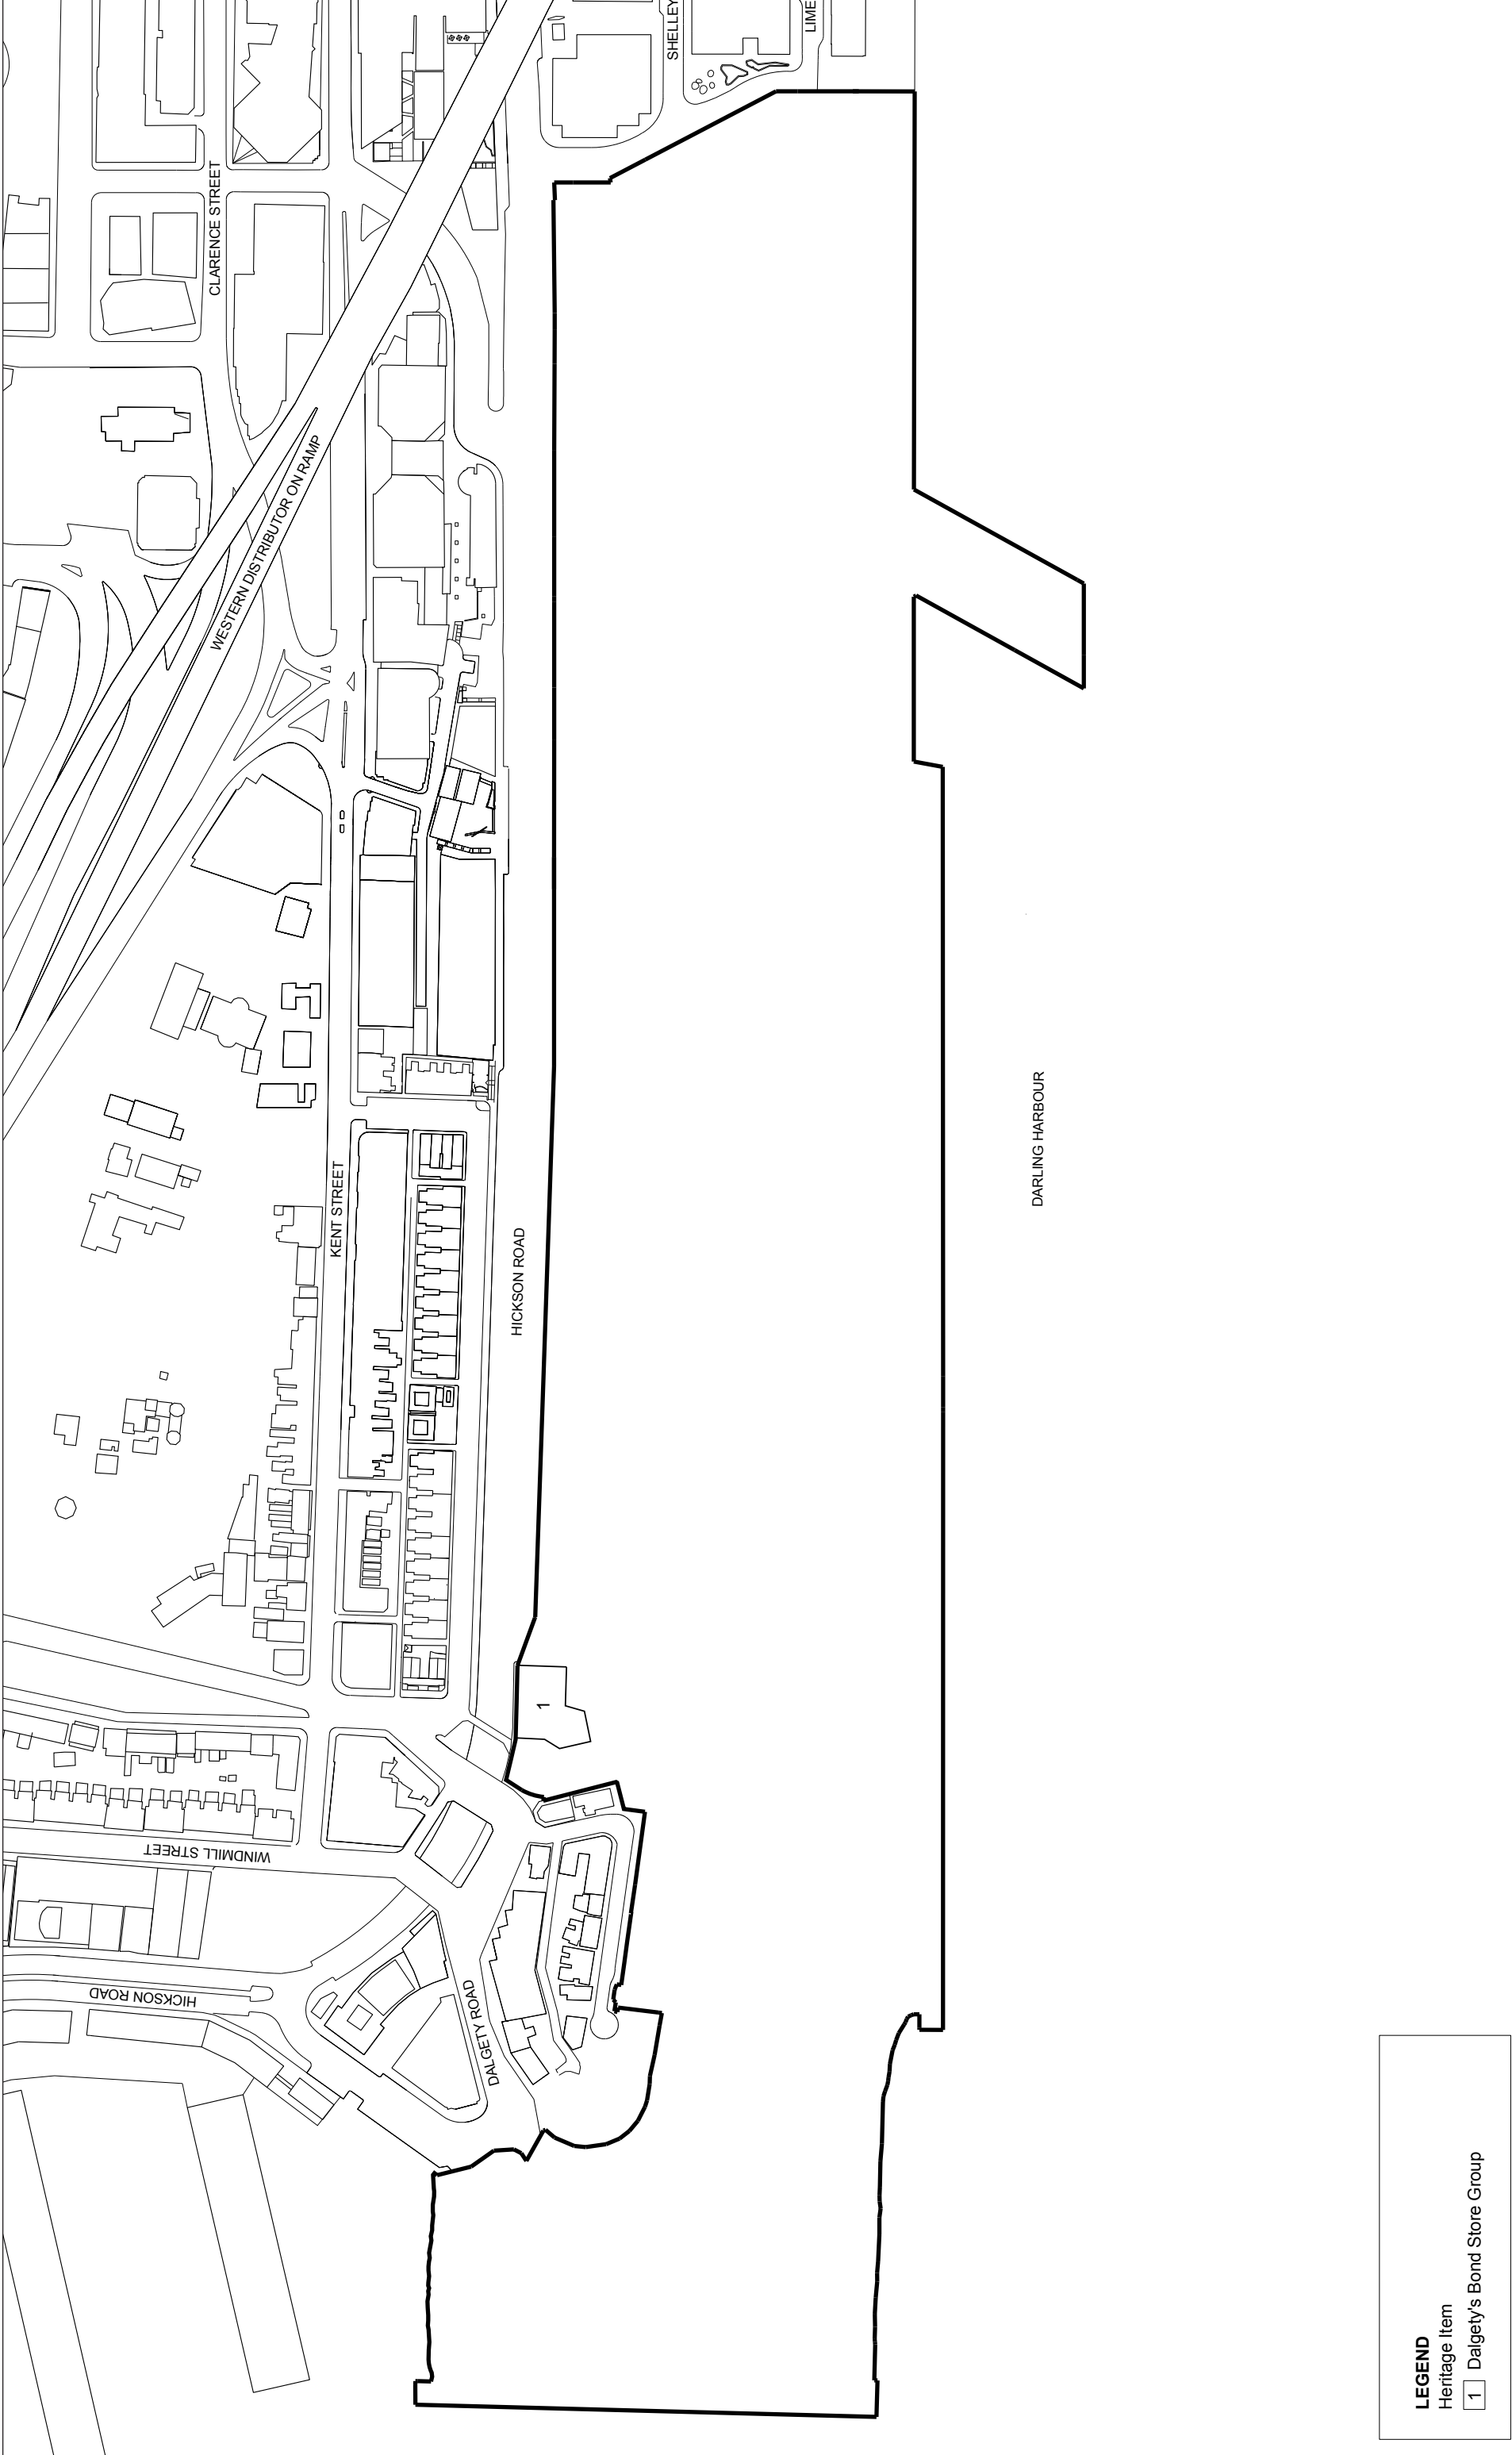 SHELLEY
LIME
CLARENCE STREET
WESTERN DISTRIBUTOR ON RAMP
KENT STREET
HICKSON ROAD
DARLING HARBOUR
1
WINDMILL STREET
HICKSON ROAD
DALGETY ROAD
LEGEND
Heritage Item
1 Dalgety's Bond Store Group